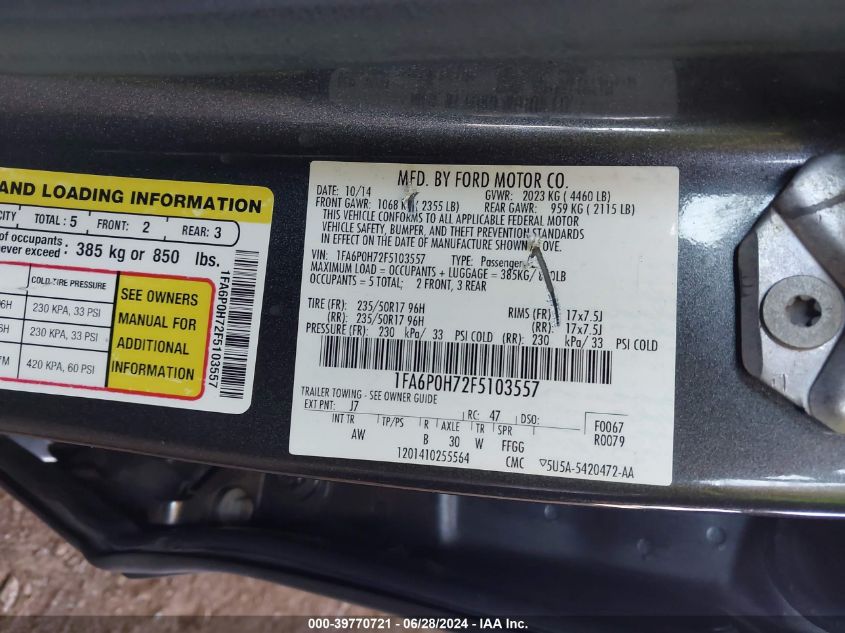 AND LOADING INFORMATION
CITY TOTAL : 5 FRONT: 2 REAR: 3
of occupants: 385 kg or 850 lbs.
never exceed :
COLD TIRE PRESSURE
96H 230 KPA, 33 PSI
6H 230 KPA, 33 PSI
M 420 KPA, 60 PSI
SEE OWNERS
MANUAL FOR
ADDITIONAL
INFORMATION
1FA6P0H72F5103557
MFD. BY FORD MOTOR CO.
DATE: 10/14 GVWR: 2023 KG ( 4460 LB)
FRONT GAWR: 1068 KG ( 2355 LB) REAR GAWR: 959 KG ( 2115 LB)
THIS VEHICLE CONFORMS TO ALL APPLICABLE FEDERAL MOTOR
VEHICLE SAFETY, BUMPER, AND THEFT PREVENTION STANDARDS
IN EFFECT ON THE DATE OF MANUFACTURE SHOWN ABOVE.
VIN: 1FA6P0H72F5103557 TYPE: Passenger
MAXIMUM LOAD = OCCUPANTS + LUGGAGE = 385KG/ 850LB
OCCUPANTS = 5 TOTAL; 2 FRONT, 3 REAR
TIRE (FR): 235/50R17 96H RIMS (FR): 17x7.5J
(RR): 235/50R17 96H (RR): 17x7.5J
PRESSURE (FR): 230 kPa/ 33 PSI COLD (RR): 230 kPa/ 33 PSI COLD
1FA6P0H72F5103557
TRAILER TOWING - SEE OWNER GUIDE
EXT PNT: J7 RC: 47 DSO: F0067
INT TR TP/PS R AXLE TR SPR R0079
AW B 30 W FFGG
1201410255564 CMC ▽5U5A-5420472-AA
000-39770721 - 06/28/2024 - IAA Inc.